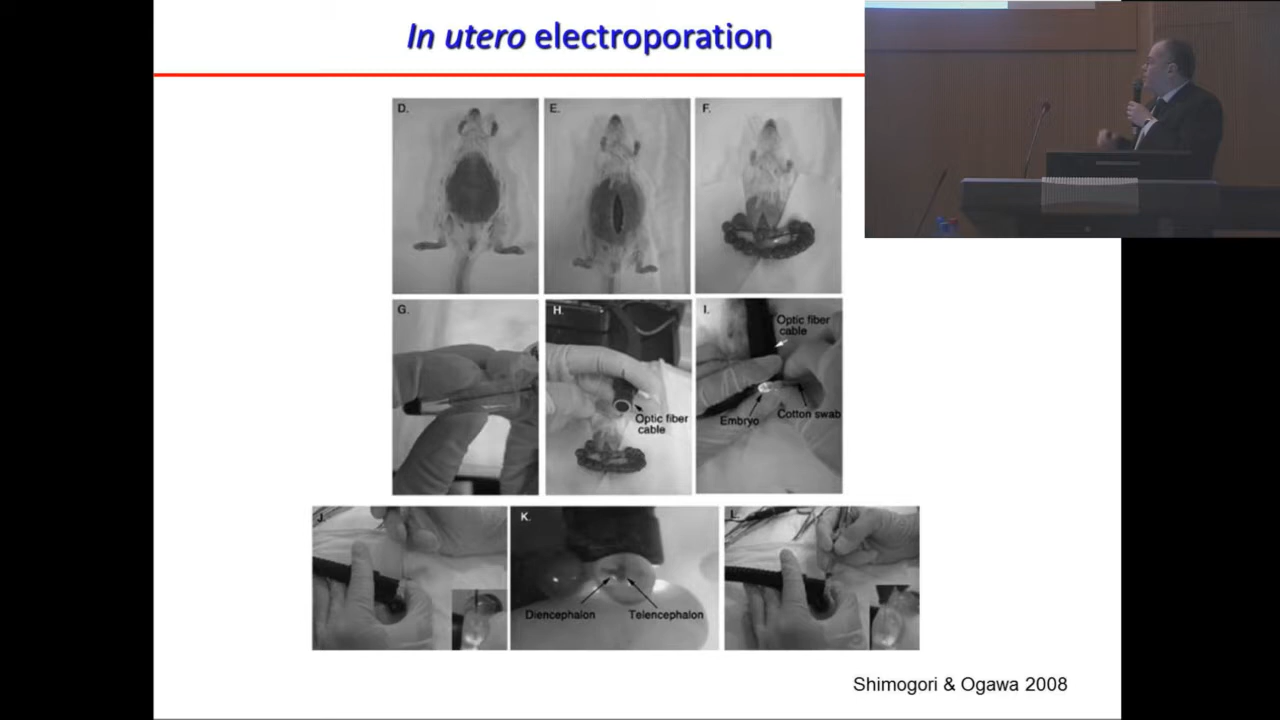 In utero electroporation
D.
E.
F.
G.
H.
Optic fiber
cable
I.
Optic fiber
cable
Embryo
Cotton swab
J.
K.
Diencephalon
Telencephalon
L.
Shimogori & Ogawa 2008